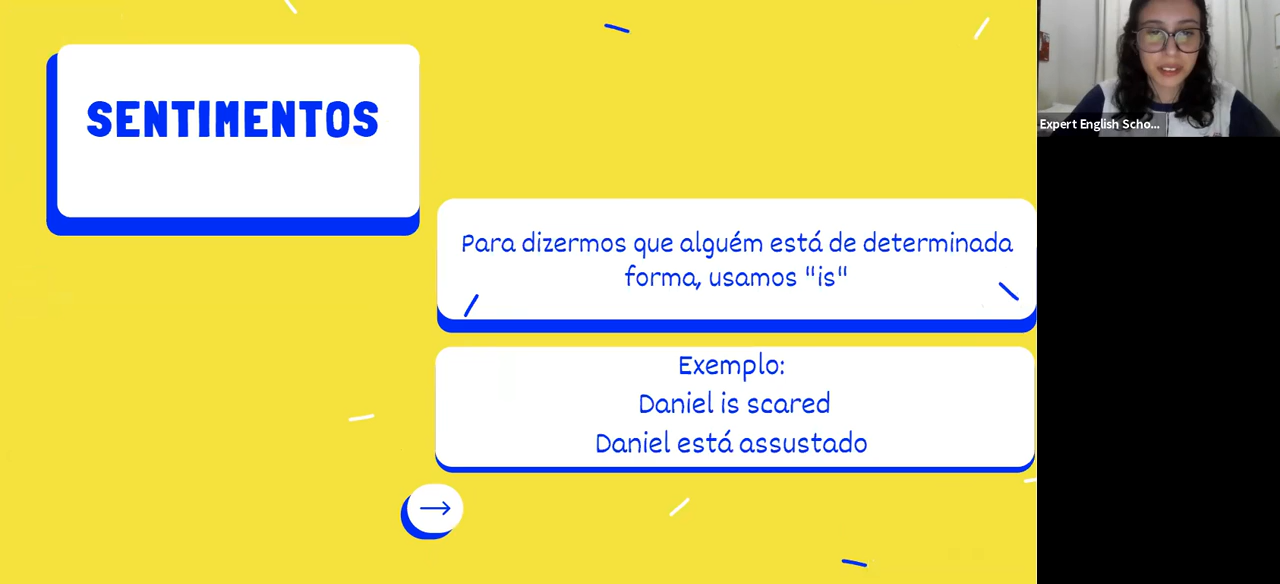 SENTIMENTOS
Para dizermos que alguém está de determinada
forma, usamos "is"
Exemplo:
Daniel is scared
Daniel está assustado
Expert English Scho...